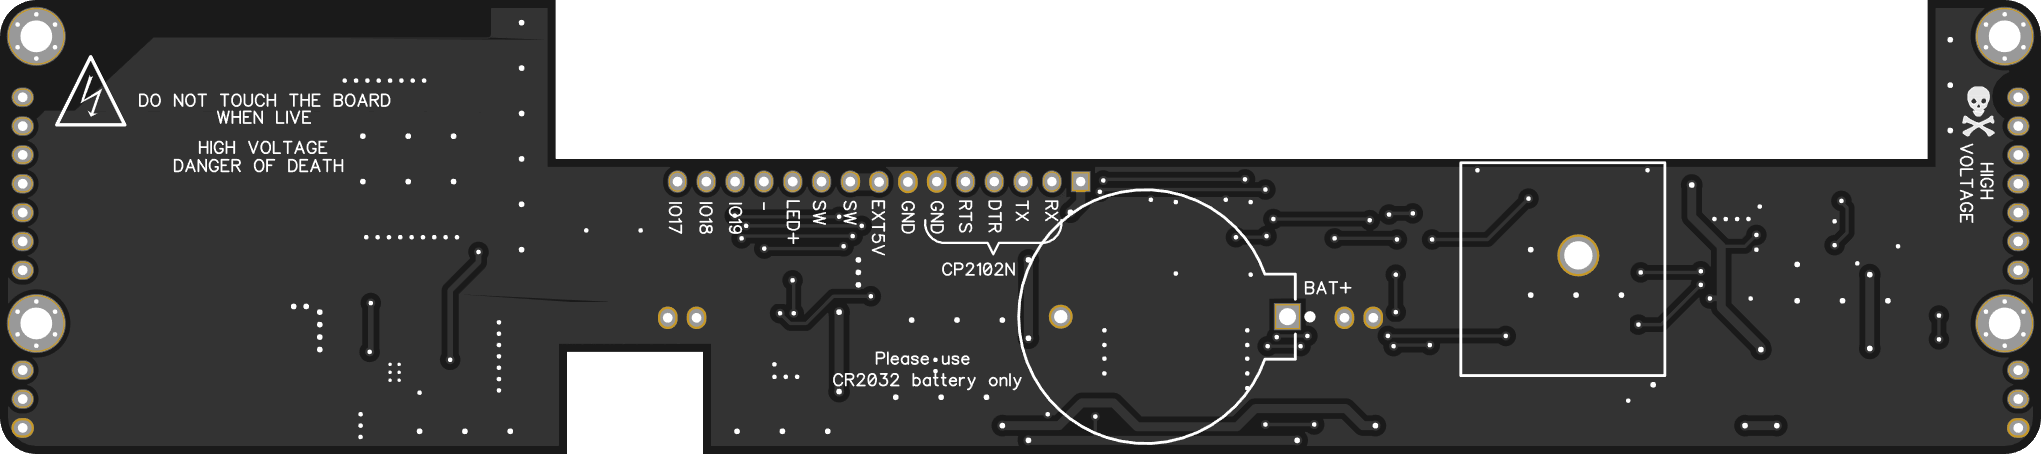 DO NOT TOUCH THE BOARD
WHEN LIVE
HIGH VOLTAGE
DANGER OF DEATH
IO17
IO18
IO19
-
LED+
SW
SW
EXT5V
GND
GND
RTS
DTR
TX
RX
CP2102N
BAT+
Please use
CR2032 battery only
HIGH
VOLTAGE